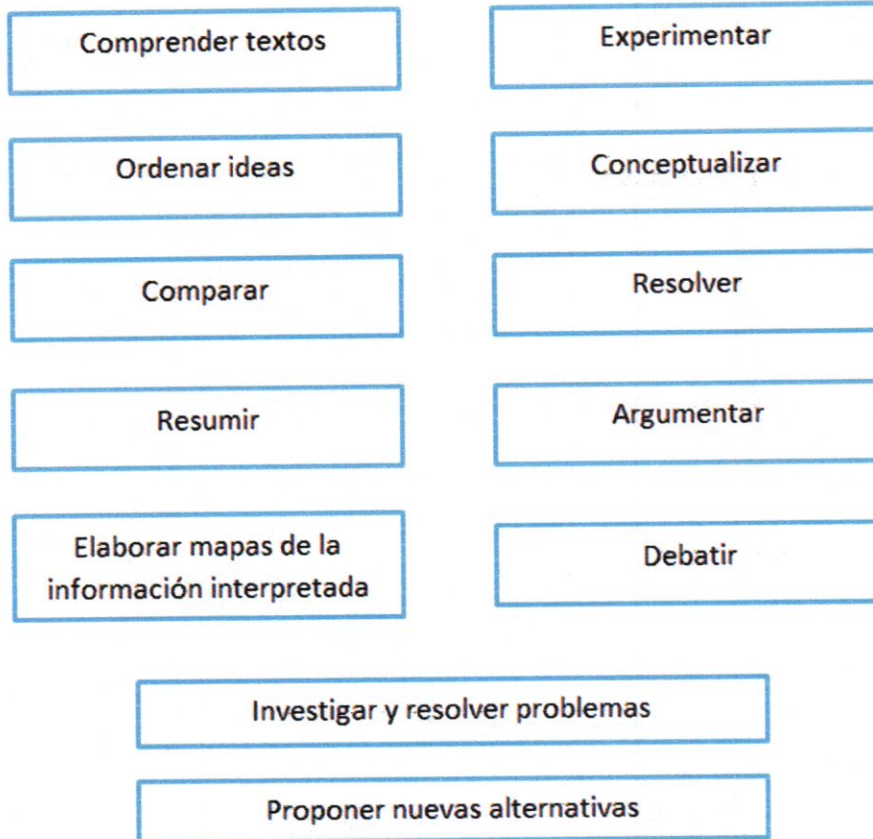 Comprender textos
Experimentar
Ordenar ideas
Conceptualizar
Comparar
Resolver
Resumir
Argumentar
Elaborar mapas de la
información interpretada
Debatir
Investigar y resolver problemas
Proponer nuevas alternativas